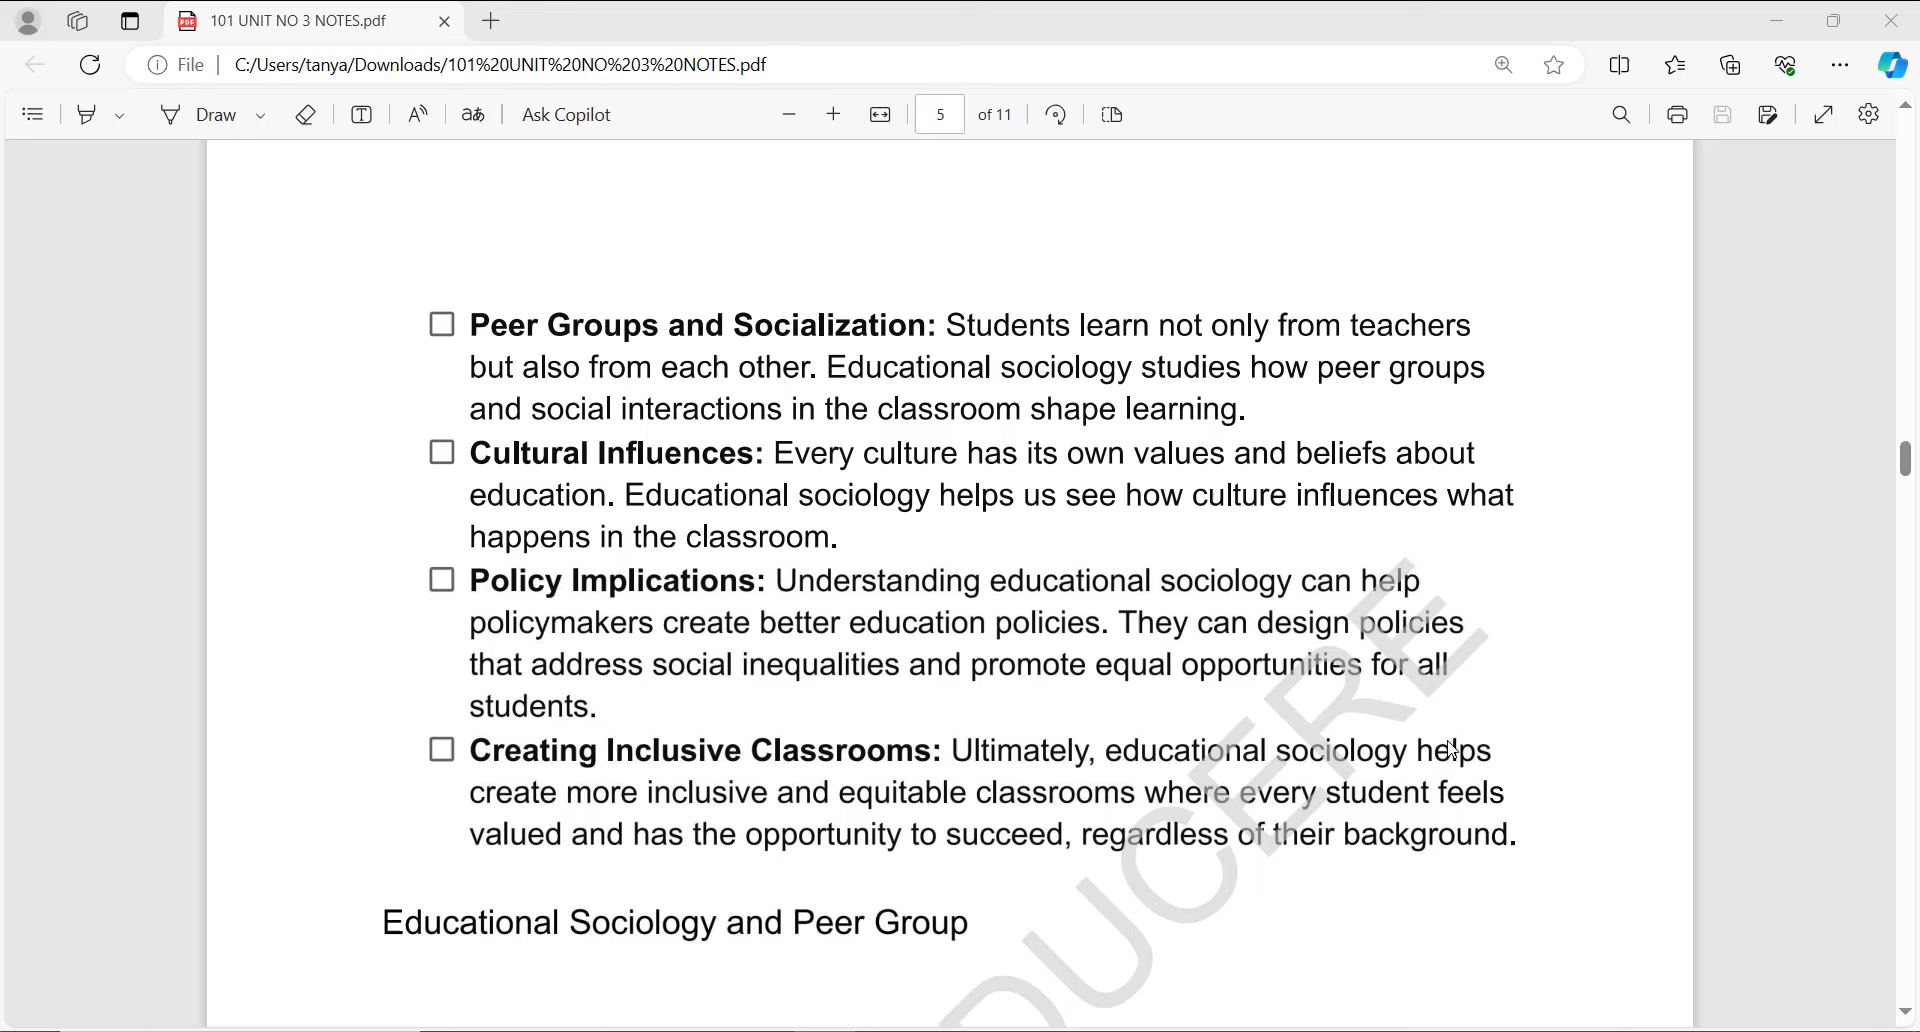 101 UNIT NO 3 NOTES.pdf
File
C:/Users/tanya/Downloads/101%20UNIT%20NO%203%20NOTES.pdf
Draw
aあ
Ask Copilot
5
of 11
Peer Groups and Socialization: Students learn not only from teachers
but also from each other. Educational sociology studies how peer groups
and social interactions in the classroom shape learning.
Cultural Influences: Every culture has its own values and beliefs about
education. Educational sociology helps us see how culture influences what
happens in the classroom.
Policy Implications: Understanding educational sociology can help
policymakers create better education policies. They can design policies
that address social inequalities and promote equal opportunities for all
students.
Creating Inclusive Classrooms: Ultimately, educational sociology helps
create more inclusive and equitable classrooms where every student feels
valued and has the opportunity to succeed, regardless of their background.
Educational Sociology and Peer Group
DUCERE